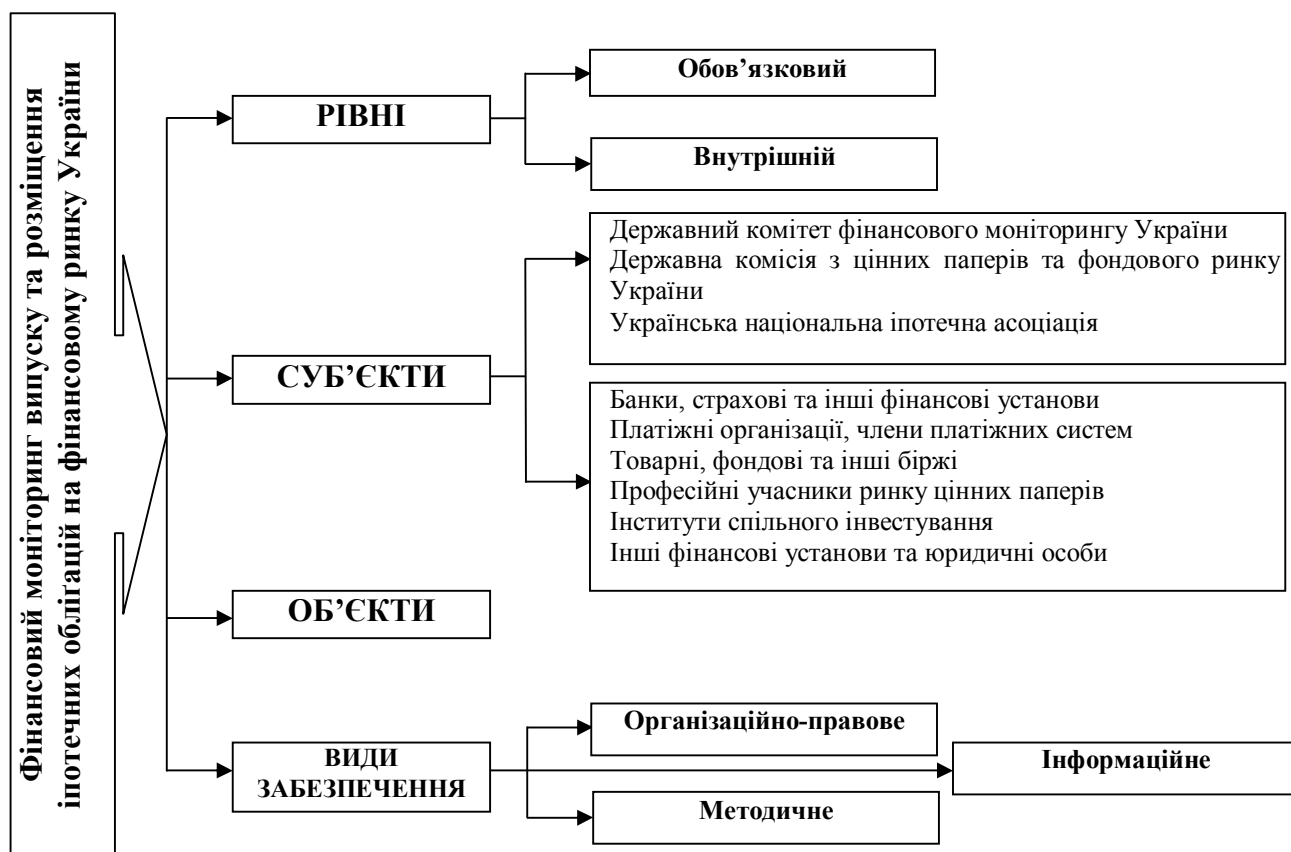 Фінансовий моніторинг випуску та розміщення
іпотечних облігацій на фінансовому ринку України
РІВНІ
Обов’язковий
Внутрішній
СУБ’ЄКТИ
Державний комітет фінансового моніторингу України
Державна комісія з цінних паперів та фондового ринку
України
Українська національна іпотечна асоціація
Банки, страхові та інші фінансові установи
Платіжні організації, члени платіжних систем
Товарні, фондові та інші біржі
Професійні учасники ринку цінних паперів
Інститути спільного інвестування
Інші фінансові установи та юридичні особи
ОБ’ЄКТИ
ВИДИ
ЗАБЕЗПЕЧЕННЯ
Організаційно-правове
Інформаційне
Методичне